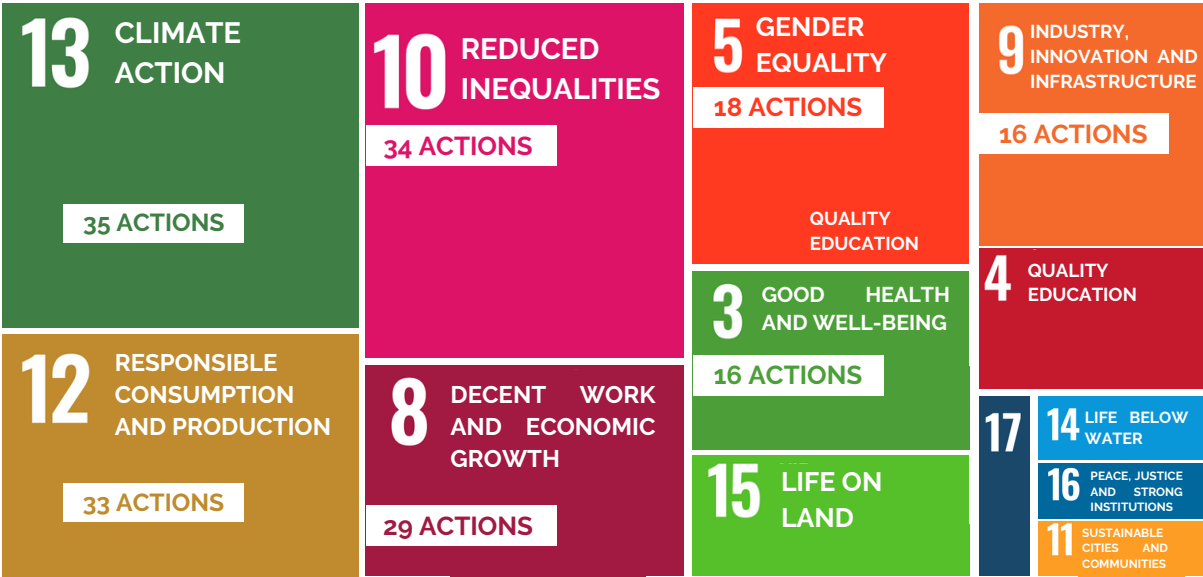 13 CLIMATE
ACTION
35 ACTIONS
12 RESPONSIBLE
CONSUMPTION
AND PRODUCTION
33 ACTIONS
10 REDUCED
INEQUALITIES
34 ACTIONS
8 DECENT WORK
AND ECONOMIC
GROWTH
29 ACTIONS
5 GENDER
EQUALITY
18 ACTIONS
QUALITY
EDUCATION
3 GOOD HEALTH
AND WELL-BEING
16 ACTIONS
15 LIFE ON
LAND
9 INDUSTRY,
INNOVATION AND
INFRASTRUCTURE
16 ACTIONS
4 QUALITY
EDUCATION
17
14 LIFE BELOW
WATER
16 PEACE, JUSTICE
AND STRONG
INSTITUTIONS
11 SUSTAINABLE
CITIES AND
COMMUNITIES